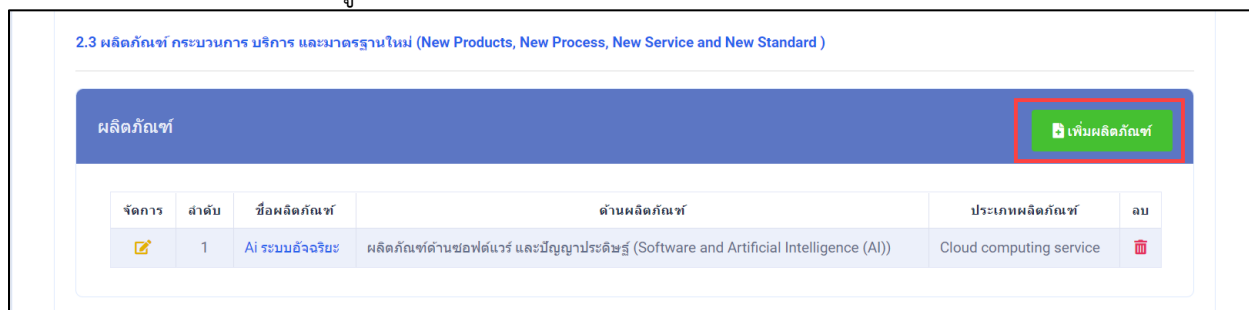 2.3 ผลิตภัณฑ์ กระบวนการ บริการ และมาตรฐานใหม่ (New Products, New Process, New Service and New Standard )
ผลิตภัณฑ์
เพิ่มผลิตภัณฑ์
จัดการ ลำดับ ชื่อผลิตภัณฑ์ ด้านผลิตภัณฑ์ ประเภทผลิตภัณฑ์ ลบ
1 Ai ระบบอัจฉริยะ ผลิตภัณฑ์ด้านซอฟต์แวร์ และปัญญาประดิษฐ์ (Software and Artificial Intelligence (AI)) Cloud computing service